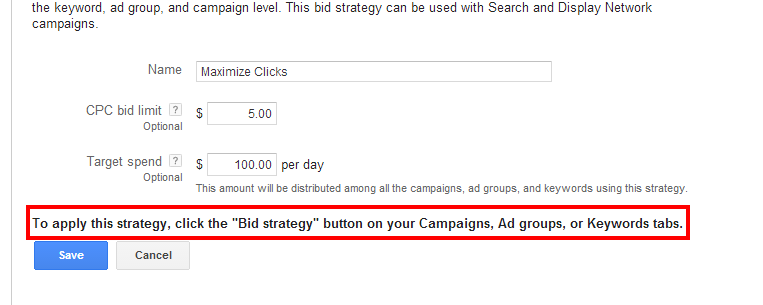 the keyword, ad group, and campaign level. This bid strategy can be used with Search and Display Network
campaigns.
Name Maximize Clicks
CPC bid limit ? $ 5.00
Optional
Target spend ? $ 100.00 per day
Optional
This amount will be distributed among all the campaigns, ad groups, and keywords using this strategy.
To apply this strategy, click the "Bid strategy" button on your Campaigns, Ad groups, or Keywords tabs.
Save Cancel